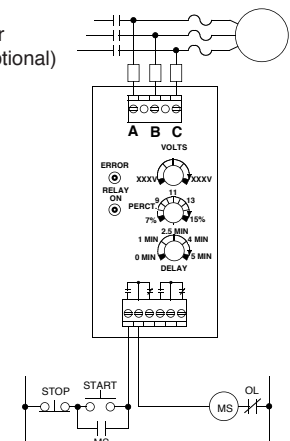 r
tional)
A B C
VOLTS
ERROR
XXXV XXXV
RELAY
ON
11
9 13
PERCT.
7% 15%
2.5 MIN
1 MIN 4 MIN
0 MIN 5 MIN
DELAY
STOP START OL
MS
MS